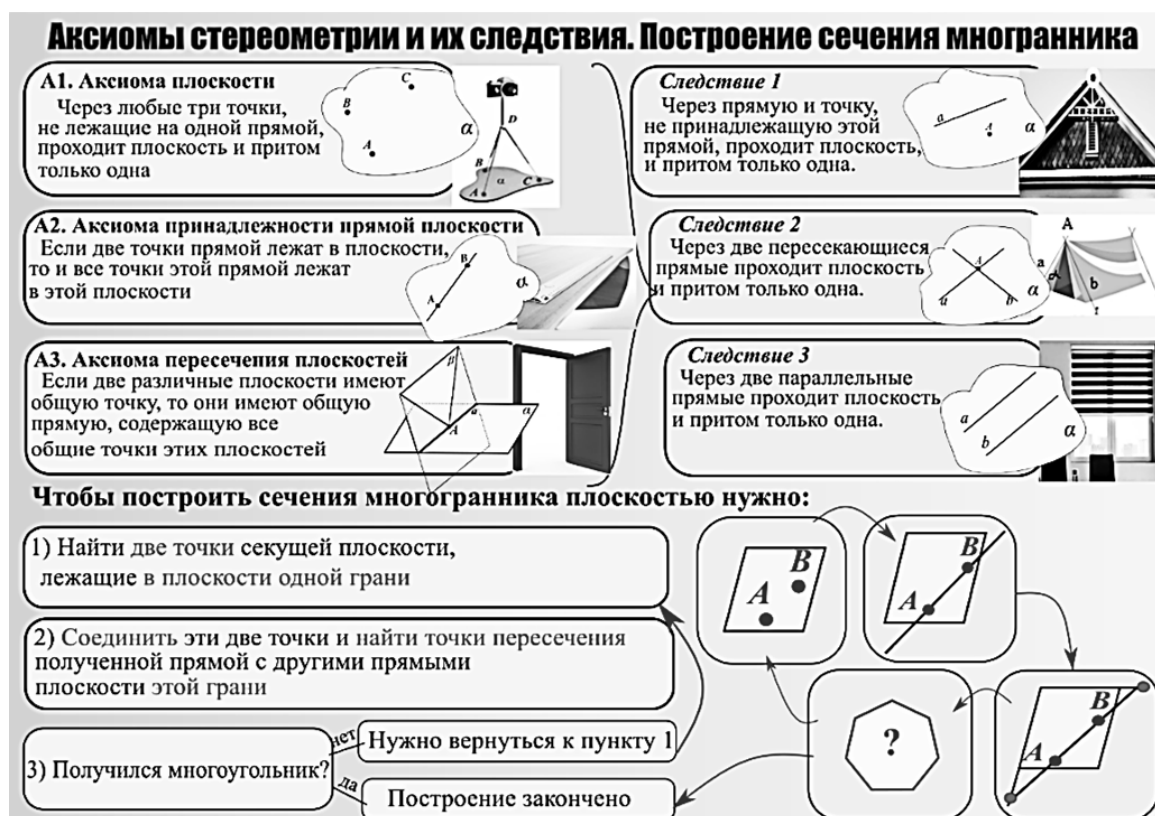 Аксиомы стереометрии и их следствия. Построение сечения многранника
А1. Аксиома плоскости
Через любые три точки,
не лежащие на одной прямой,
проходит плоскость и притом
только одна
C
B
A
α
D
B
A
α
C
А2. Аксиома принадлежности прямой плоскости
Если две точки прямой лежат в плоскости,
то и все точки этой прямой лежат
в этой плоскости
B
A
α
А3. Аксиома пересечения плоскостей
Если две различные плоскости имеют
общую точку, то они имеют общую
прямую, содержащую все
общие точки этих плоскостей
β
a
α
A
Следствие 1
Через прямую и точку,
не принадлежащую этой
прямой, проходит плоскость,
и притом только одна.
a
A
α
Следствие 2
Через две пересекающиеся
прямые проходит плоскость
и притом только одна.
A
a
b
α
A
a
b
Следствие 3
Через две параллельные
прямые проходит плоскость
и притом только одна.
a
b
α
Чтобы построить сечения многогранника плоскостью нужно:
1) Найти две точки секущей плоскости,
лежащие в плоскости одной грани
2) Соединить эти две точки и найти точки пересечения
полученной прямой с другими прямыми
плоскости этой грани
3) Получился многоугольник?
нет
Нужно вернуться к пункту 1
да
Построение закончено
B
A
B
A
B
A
?